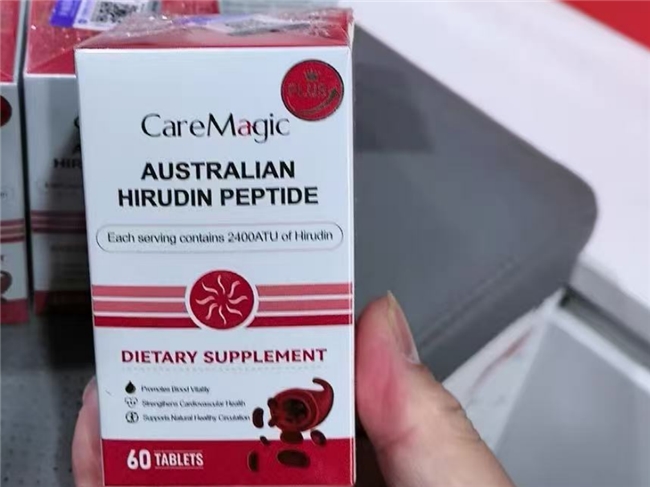 PLUS
CareMagic
AUSTRALIAN
HIRUDIN PEPTIDE
Each serving contains 2400ATU of Hirudin
DIETARY SUPPLEMENT
Promotes Blood Vitality
Strengthens Cardiovascular Health
Supports Natural Healthy Circulation
60 TABLETS